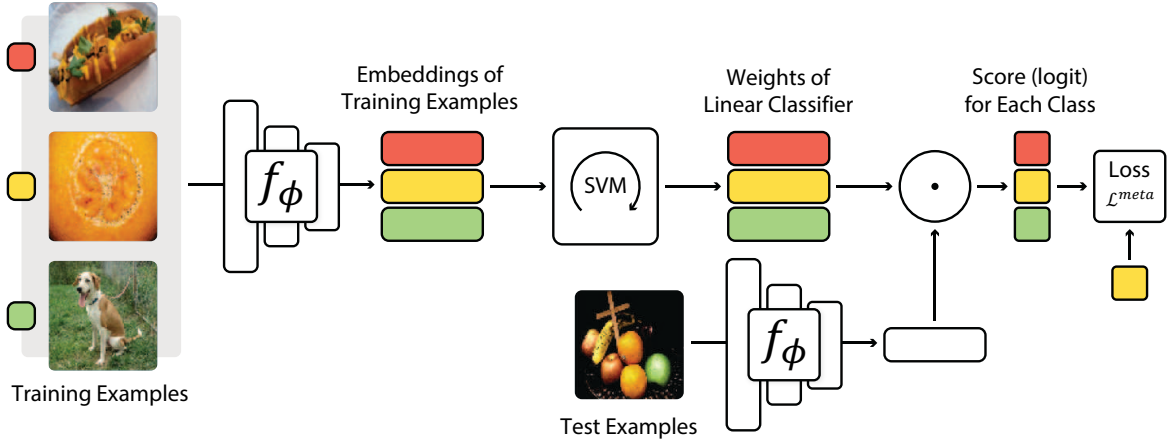 Embeddings of
Training Examples
Weights of
Linear Classifier
Score (logit)
for Each Class
f_ϕ
SVM
Loss
ℒ^{meta}
f_ϕ
Training Examples
Test Examples